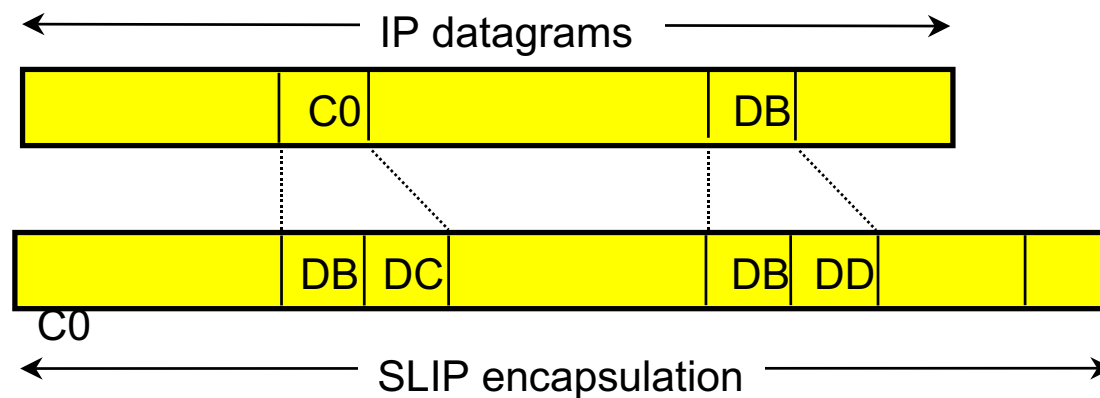 IP datagrams
C0 DB
DB DC DB DD
C0
SLIP encapsulation